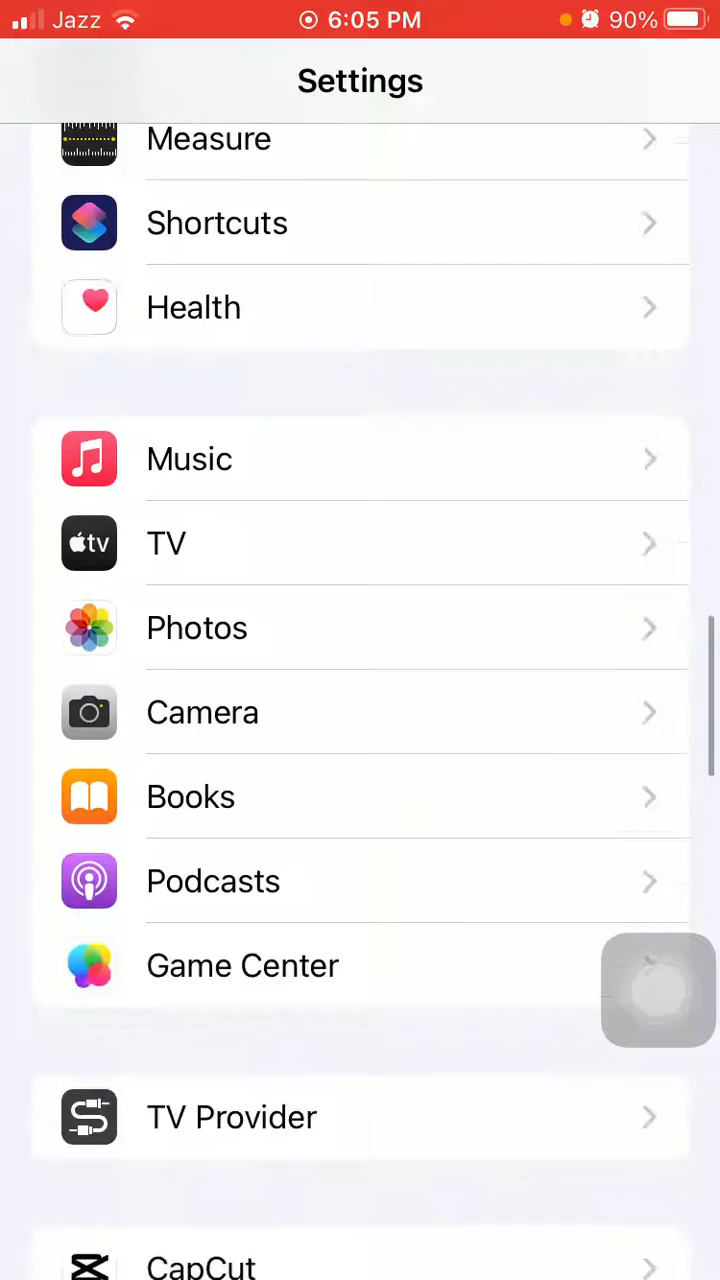 Jazz 6:05 PM 90%
Settings
Measure
Shortcuts
Health
Music
tv TV
Photos
Camera
Books
Podcasts
Game Center
TV Provider
CapCut